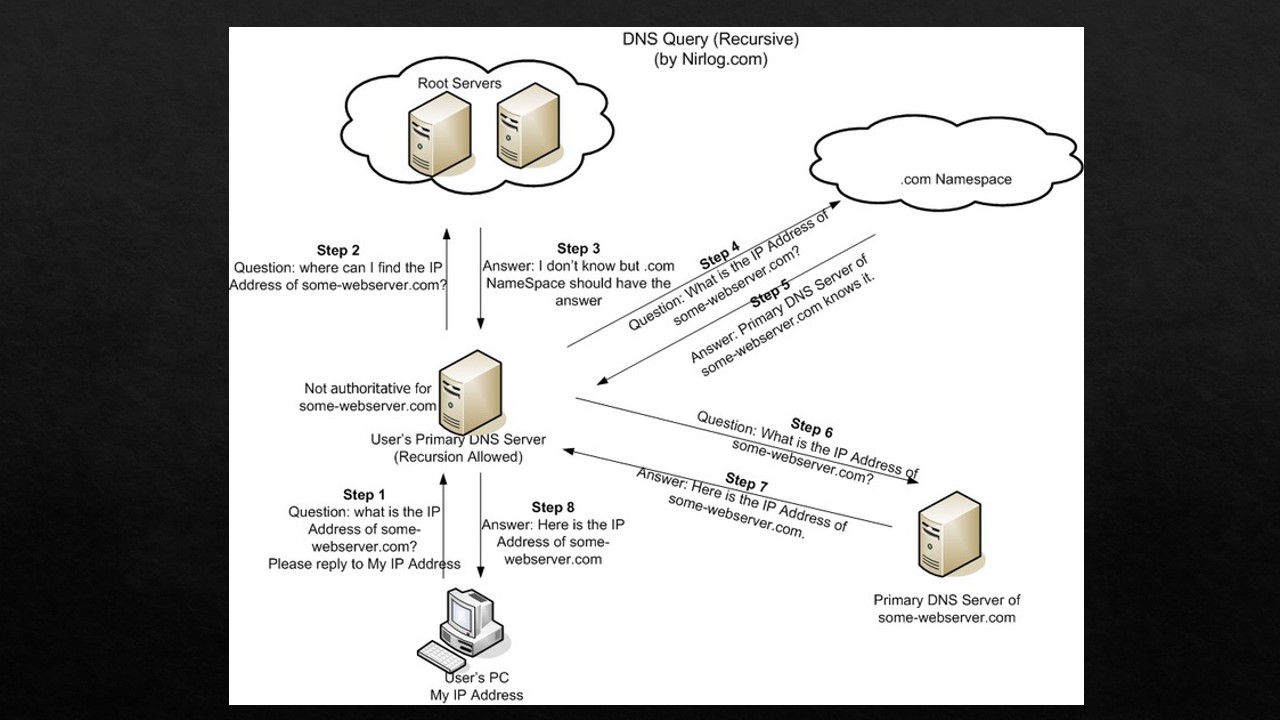 DNS Query (Recursive)
(by Nirlog.com)
Root Servers
.com Namespace
Step 2
Question: where can I find the IP
Address of some-webserver.com?
Step 3
Answer: I don't know but .com
NameSpace should have the
answer
Step 4
Question: What is the IP Address of
some-webserver.com?
Step 5
Answer: Primary DNS Server of
some-webserver.com knows it.
Not authoritative for
some-webserver.com
User's Primary DNS Server
(Recursion Allowed)
Step 6
Question: What is the IP Address of
some-webserver.com?
Step 7
Answer: Here is the IP Address of
some-webserver.com.
Step 1
Question: what is the IP
Address of some-
webserver.com?
Please reply to My IP Address
Step 8
Answer: Here is the IP
Address of some-
webserver.com
Primary DNS Server of
some-webserver.com
User's PC
My IP Address